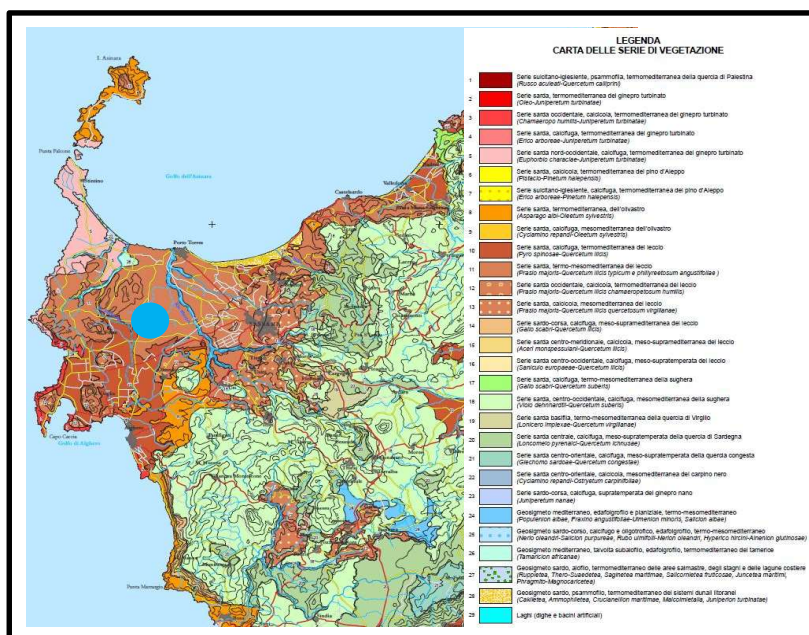 LEGENDA
CARTA DELLE SERIE DI VEGETAZIONE
1 Serie sulcitano-iglesiente, psammofila, termomediterranea della quercia di Palestina
(Rusco aculeati-Quercetum calliprini)
2 Serie sarda, termomediterranea del ginepro turbinato
(Oleo-Juniperetum turbinatae)
3 Serie sarda occidentale, calcicola, termomediterranea del ginepro turbinato
(Chamaeropo humilis-Juniperetum turbinatae)
4 Serie sarda, calcifuga, termomediterranea del ginepro turbinato
(Erico arboreae-Juniperetum turbinatae)
5 Serie sarda nord-occidentale, calcifuga, termomediterranea del ginepro turbinato
(Euphorbio characiae-Juniperetum turbinatae)
6 Serie sarda, calcicola, termomediterranea del pino d'Aleppo
(Pistacio-Pinetum halepensis)
7 Serie sulcitano-iglesiente, calcifuga, termomediterranea del pino d'Aleppo
(Erico arboreae-Pinetum halepensis)
8 Serie sarda, termomediterranea, dell'olivastro
(Asparago albi-Oleetum sylvestris)
9 Serie sarda, calcifuga, mesomediterranea dell'olivastro
(Cyclamino repandi-Oleetum sylvestris)
10 Serie sarda, calcifuga, termomediterranea del leccio
(Pyro spinosae-Quercetum ilicis)
11 Serie sarda, termo-mesomediterranea del leccio
(Prasio majoris-Quercetum ilicis typicum e phillyreetosum angustifoliae )
12 Serie sarda occidentale, calcicola, termomediterranea del leccio
(Prasio majoris-Quercetum ilicis chamaeropetosum humilis)
13 Serie sarda, calcicola, mesomediterranea del leccio
(Prasio majoris-Quercetum ilicis quercetosum virgilianae)
14 Serie sardo-corsa, calcifuga, meso-supramediterranea del leccio
(Galio scabri-Quercetum ilicis)
15 Serie sarda centro-meridionale, calcicola, meso-supramediterranea del leccio
(Aceri monspessulani-Quercetum ilicis)
16 Serie sarda centro-occidentale, calcifuga, meso-supratemperata del leccio
(Saniculo europaeae-Quercetum ilicis)
17 Serie sarda, calcifuga, termo-mesomediterranea della sughera
(Galio scabri-Quercetum suberis)
18 Serie sarda, centro-occidentale, calcifuga, mesomediterranea della sughera
(Violo dehnhardtii-Quercetum suberis)
19 Serie sarda basifila, termo-mesomediterranea della quercia di Virgilio
(Lonicero implexae-Quercetum virgilianae)
20 Serie sarda centrale, calcifuga, meso-supratemperata della quercia di Sardegna
(Loncomelo pyrenaici-Quercetum ichnusae)
21 Serie sarda centro-orientale, calcifuga, meso-supratemperata della quercia congesta
(Glechomo sardoae-Quercetum congestae)
22 Serie sarda centro-orientale, calcicola, mesomediterranea del carpino nero
(Cyclamino repandi-Ostryetum carpinifoliae)
23 Serie sardo-corsa, calcifuga, supratemperata del ginepro nano
(Juniperetum nanae)
24 Geosigmeto mediterraneo, edafoigrofilo e planiziale, termo-mesomediterraneo
(Populenion albae, Fraxino angustifoliae-Ulmenion minoris, Salicion albae)
25 Geosigmeto sardo-corso, calcifugo e oligotrofico, edafoigrofilo, termo-mesomediterraneo
(Nerio oleandri-Salicion purpureae, Rubo ulmifolii-Nerion oleandri, Hyperico hircini-Alnenion glutinosae)
26 Geosigmeto mediterraneo, talvolta subalofilo, edafoigrofilo, termomediterraneo del tamerice
(Tamaricion africanae)
27 Geosigmeto sardo, alofilo, termomediterraneo delle aree salmastre, degli stagni e delle lagune costiere
(Ruppietea, Thero-Suaedetea, Saginetea maritimae, Salicornietea fruticosae, Juncetea maritimi,
Phragmito-Magnocaricetea)
28 Geosigmeto sardo, psammofilo, termomediterraneo dei sistemi dunali litoranei
(Cakiletea, Ammophiletea, Crucianellion maritimae, Malcolmietalia, Juniperion turbinatae)
29 Laghi (dighe e bacini artificiali)
S. Asinara
Punta Falcone
Stintino
Golfo dell'Asinara
Castelsardo
Valledoria
Porto Torres
SASSARI
Capo Caccia
Golfo di Alghero
Punta Marargiu